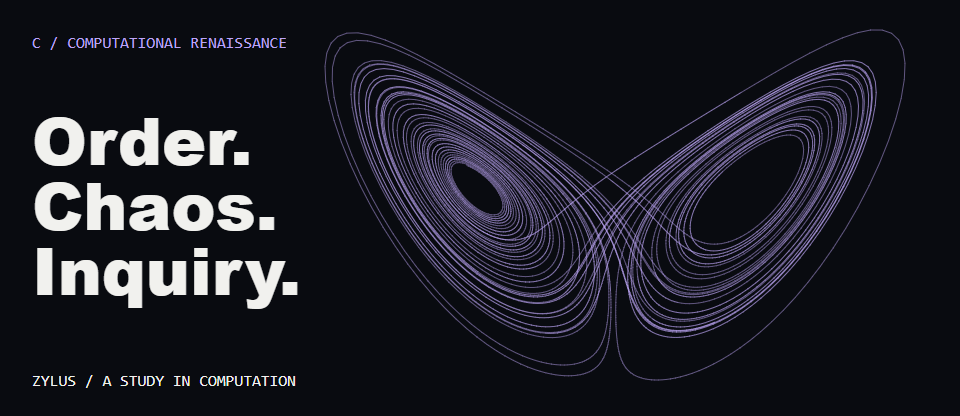 C / COMPUTATIONAL RENAISSANCE
Order.
Chaos.
Inquiry.
ZYLUS / A STUDY IN COMPUTATION